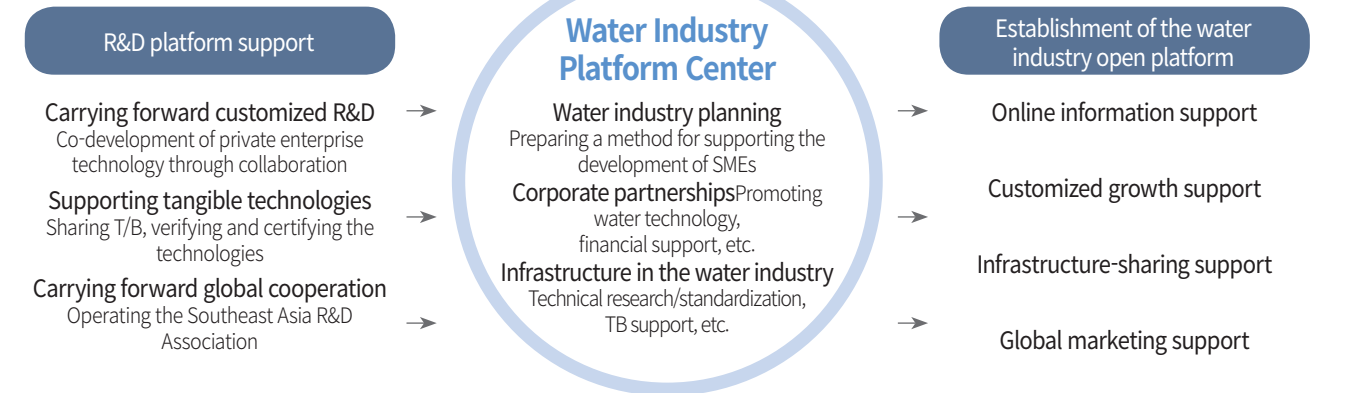 R&D platform support
Carrying forward customized R&D
Co-development of private enterprise
technology through collaboration
Supporting tangible technologies
Sharing T/B, verifying and certifying the
technologies
Carrying forward global cooperation
Operating the Southeast Asia R&D
Association
Water Industry
Platform Center
Water industry planning
Preparing a method for supporting the
development of SMEs
Corporate partnershipsPromoting
water technology,
financial support, etc.
Infrastructure in the water industry
Technical research/standardization,
TB support, etc.
Establishment of the water
industry open platform
Online information support
Customized growth support
Infrastructure-sharing support
Global marketing support